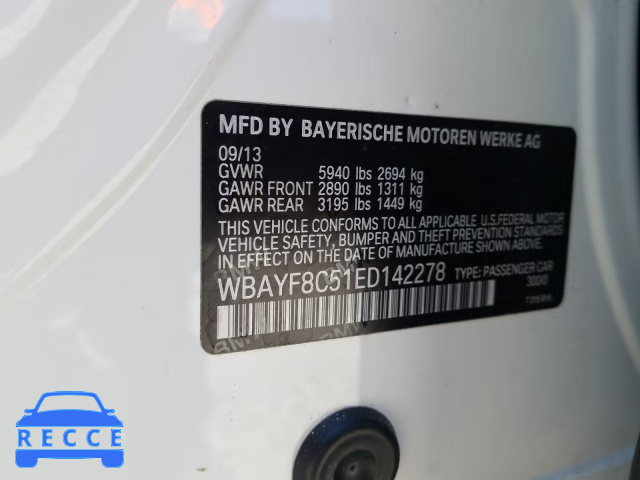 MFD BY BAYERISCHE MOTOREN WERKE AG
09/13
GVWR 5940 lbs 2694 kg
GAWR FRONT 2890 lbs 1311 kg
GAWR REAR 3195 lbs 1449 kg
THIS VEHICLE CONFORMS TO ALL APPLICABLE U.S.FEDERAL MOTOR
VEHICLE SAFETY, BUMPER AND THEFT PREVENTION STANDARDS
IN EFFECT ON THE DATE OF MANUFACTURE SHOWN ABOVE.
WBAYF8C51ED142278 TYPE: PASSENGER CAR
RECCE